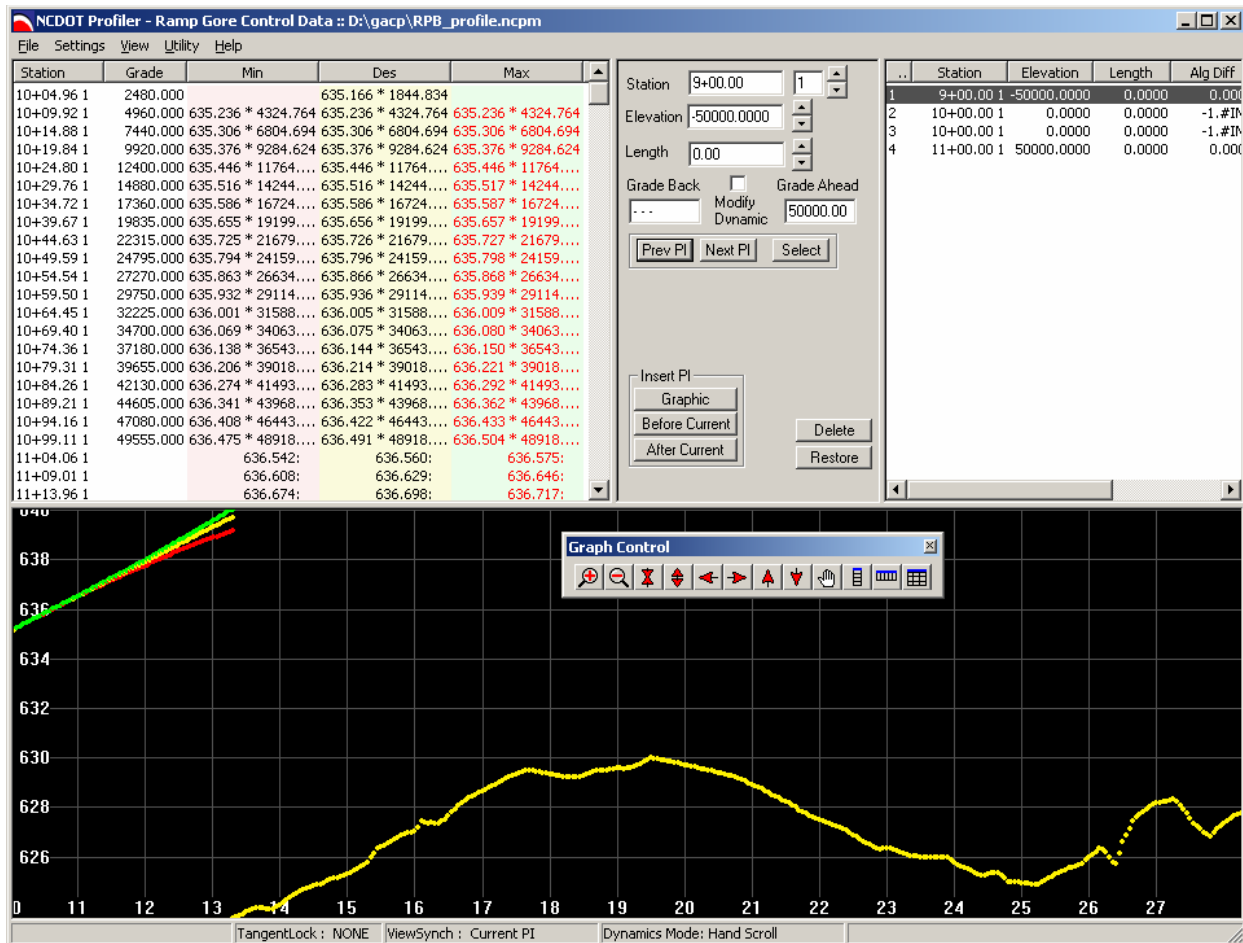 NCDOT Profiler - Ramp Gore Control Data :: D:\gacp\RPB_profile.ncpm
File Settings View Utility Help
Station Grade Min Des Max
10+04.96 1 2480.000 635.166 * 1844.834
10+09.92 1 4960.000 635.236 * 4324.764 635.236 * 4324.764 635.236 * 4324.764
10+14.88 1 7440.000 635.306 * 6804.694 635.306 * 6804.694 635.306 * 6804.694
10+19.84 1 9920.000 635.376 * 9284.624 635.376 * 9284.624 635.376 * 9284.624
10+24.80 1 12400.000 635.446 * 11764.... 635.446 * 11764.... 635.446 * 11764....
10+29.76 1 14880.000 635.516 * 14244.... 635.516 * 14244.... 635.517 * 14244....
10+34.72 1 17360.000 635.586 * 16724.... 635.586 * 16724.... 635.587 * 16724....
10+39.67 1 19835.000 635.655 * 19199.... 635.656 * 19199.... 635.657 * 19199....
10+44.63 1 22315.000 635.725 * 21679.... 635.726 * 21679.... 635.727 * 21679....
10+49.59 1 24795.000 635.794 * 24159.... 635.796 * 24159.... 635.798 * 24159....
10+54.54 1 27270.000 635.863 * 26634.... 635.866 * 26634.... 635.868 * 26634....
10+59.50 1 29750.000 635.932 * 29114.... 635.936 * 29114.... 635.939 * 29114....
10+64.45 1 32225.000 636.001 * 31588.... 636.005 * 31588.... 636.009 * 31588....
10+69.40 1 34700.000 636.069 * 34063.... 636.075 * 34063.... 636.080 * 34063....
10+74.36 1 37180.000 636.138 * 36543.... 636.144 * 36543.... 636.150 * 36543....
10+79.31 1 39655.000 636.206 * 39018.... 636.214 * 39018.... 636.221 * 39018....
10+84.26 1 42130.000 636.274 * 41493.... 636.283 * 41493.... 636.292 * 41493....
10+89.21 1 44605.000 636.341 * 43968.... 636.353 * 43968.... 636.362 * 43968....
10+94.16 1 47080.000 636.408 * 46443.... 636.422 * 46443.... 636.433 * 46443....
10+99.11 1 49555.000 636.475 * 48918.... 636.491 * 48918.... 636.504 * 48918....
11+04.06 1 636.542: 636.560: 636.575:
11+09.01 1 636.608: 636.629: 636.646:
11+13.96 1 636.674: 636.698: 636.717:
Station 9+00.00 1
Elevation -50000.0000
Length 0.00
Grade Back Grade Ahead
Modify
Dynamic
- - - 50000.00
Prev PI Next PI Select
Insert PI
Graphic
Before Current
After Current
Delete
Restore
.. Station Elevation Length Alg Diff
1 9+00.00 1 -50000.0000 0.0000 0.00
2 10+00.00 1 0.0000 0.0000 -1.#IN
3 10+00.00 1 0.0000 0.0000 -1.#IN
4 11+00.00 1 50000.0000 0.0000 0.00
Graph Control
640
638
636
634
632
630
628
626
0 11 12 13 14 15 16 17 18 19 20 21 22 23 24 25 26 27
TangentLock : NONE ViewSynch : Current PI Dynamics Mode: Hand Scroll